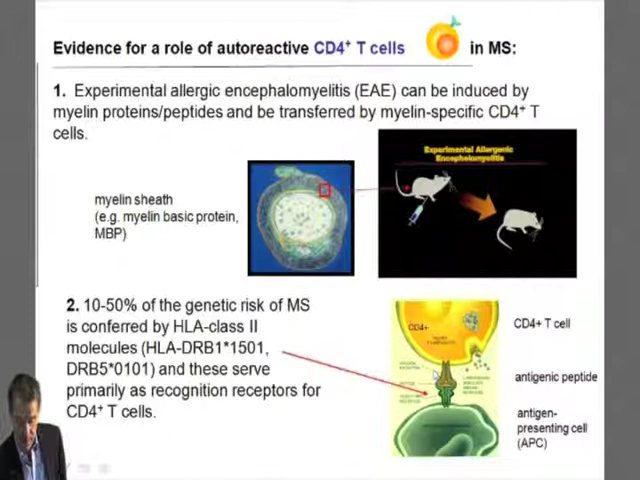 Evidence for a role of autoreactive CD4⁺ T cells in MS:
1. Experimental allergic encephalomyelitis (EAE) can be induced by
myelin proteins/peptides and be transferred by myelin-specific CD4⁺ T
cells.
Experimental Allergenic
Encephalomyelitis
myelin sheath
(e.g. myelin basic protein,
MBP)
2. 10-50% of the genetic risk of MS
is conferred by HLA-class II
molecules (HLA-DRB1*1501,
DRB5*0101) and these serve
primarily as recognition receptors for
CD4⁺ T cells.
CD4+
CD4+ T cell
antigenic peptide
antigen-
presenting cell
(APC)